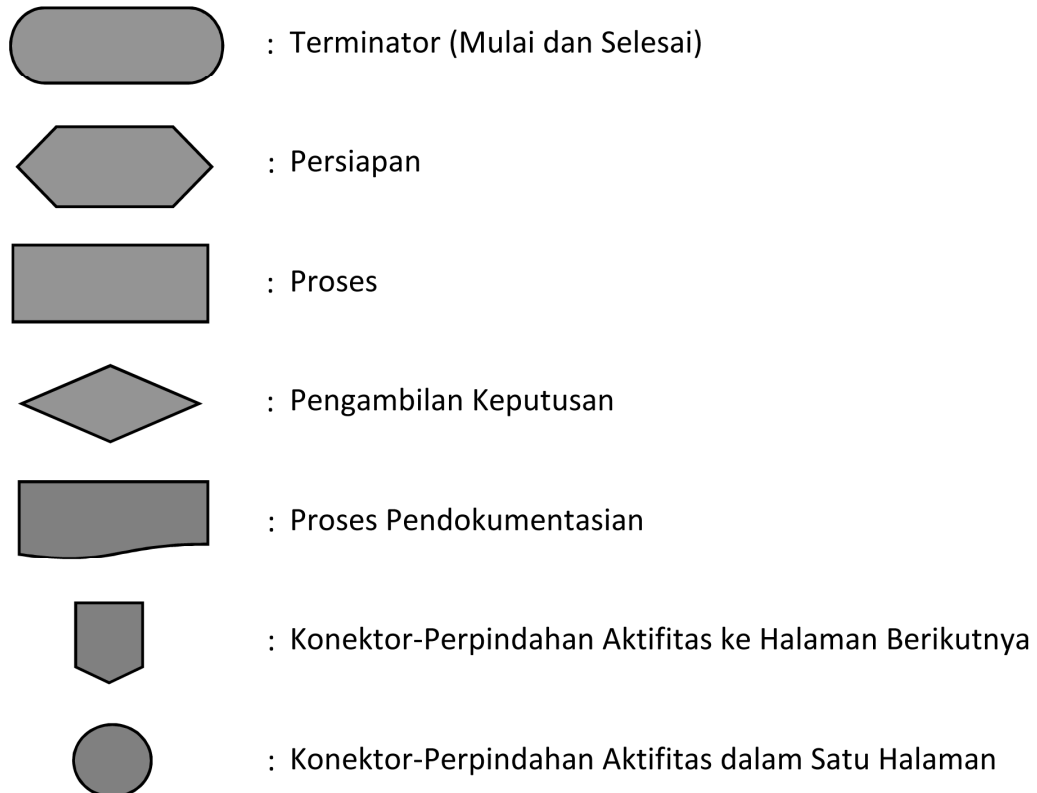 : Terminator (Mulai dan Selesai)
: Persiapan
: Proses
: Pengambilan Keputusan
: Proses Pendokumentasian
: Konektor-Perpindahan Aktifitas ke Halaman Berikutnya
: Konektor-Perpindahan Aktifitas dalam Satu Halaman